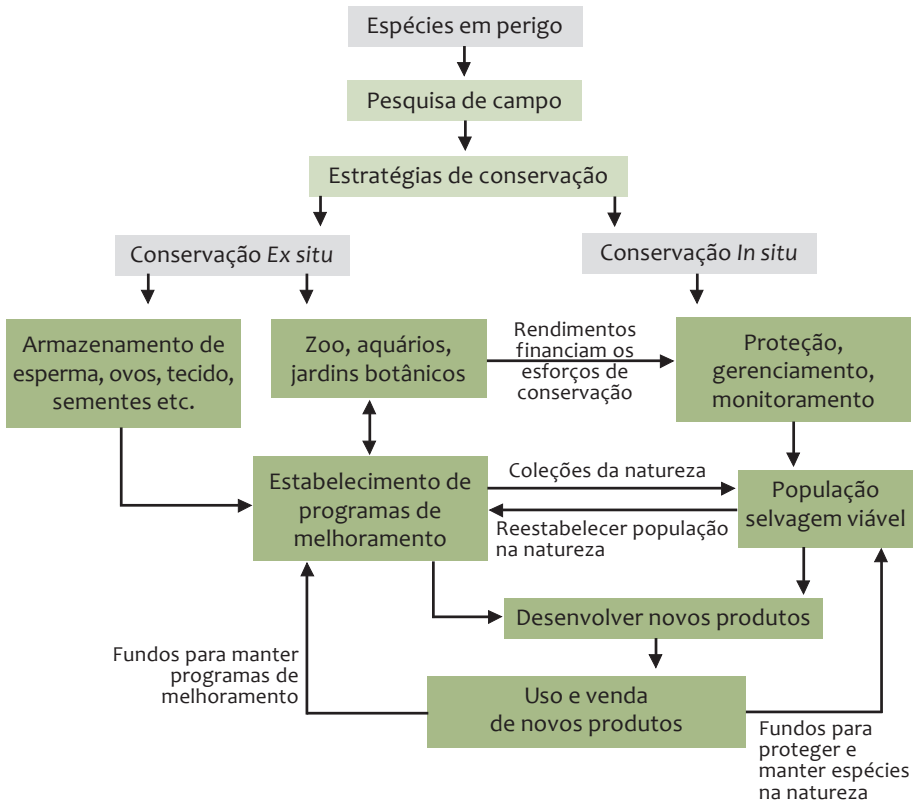 Espécies em perigo
Pesquisa de campo
Estratégias de conservação
Conservação Ex situ
Conservação In situ
Armazenamento de
esperma, ovos, tecido,
sementes etc.
Zoo, aquários,
jardins botânicos
Rendimentos
financiam os
esforços de
conservação
Proteção,
gerenciamento,
monitoramento
Estabelecimento de
programas de
melhoramento
Coleções da natureza
Reestabelecer população
na natureza
População
selvagem viável
Desenvolver novos produtos
Fundos para manter
programas de
melhoramento
Uso e venda
de novos produtos
Fundos para
proteger e
manter espécies
na natureza